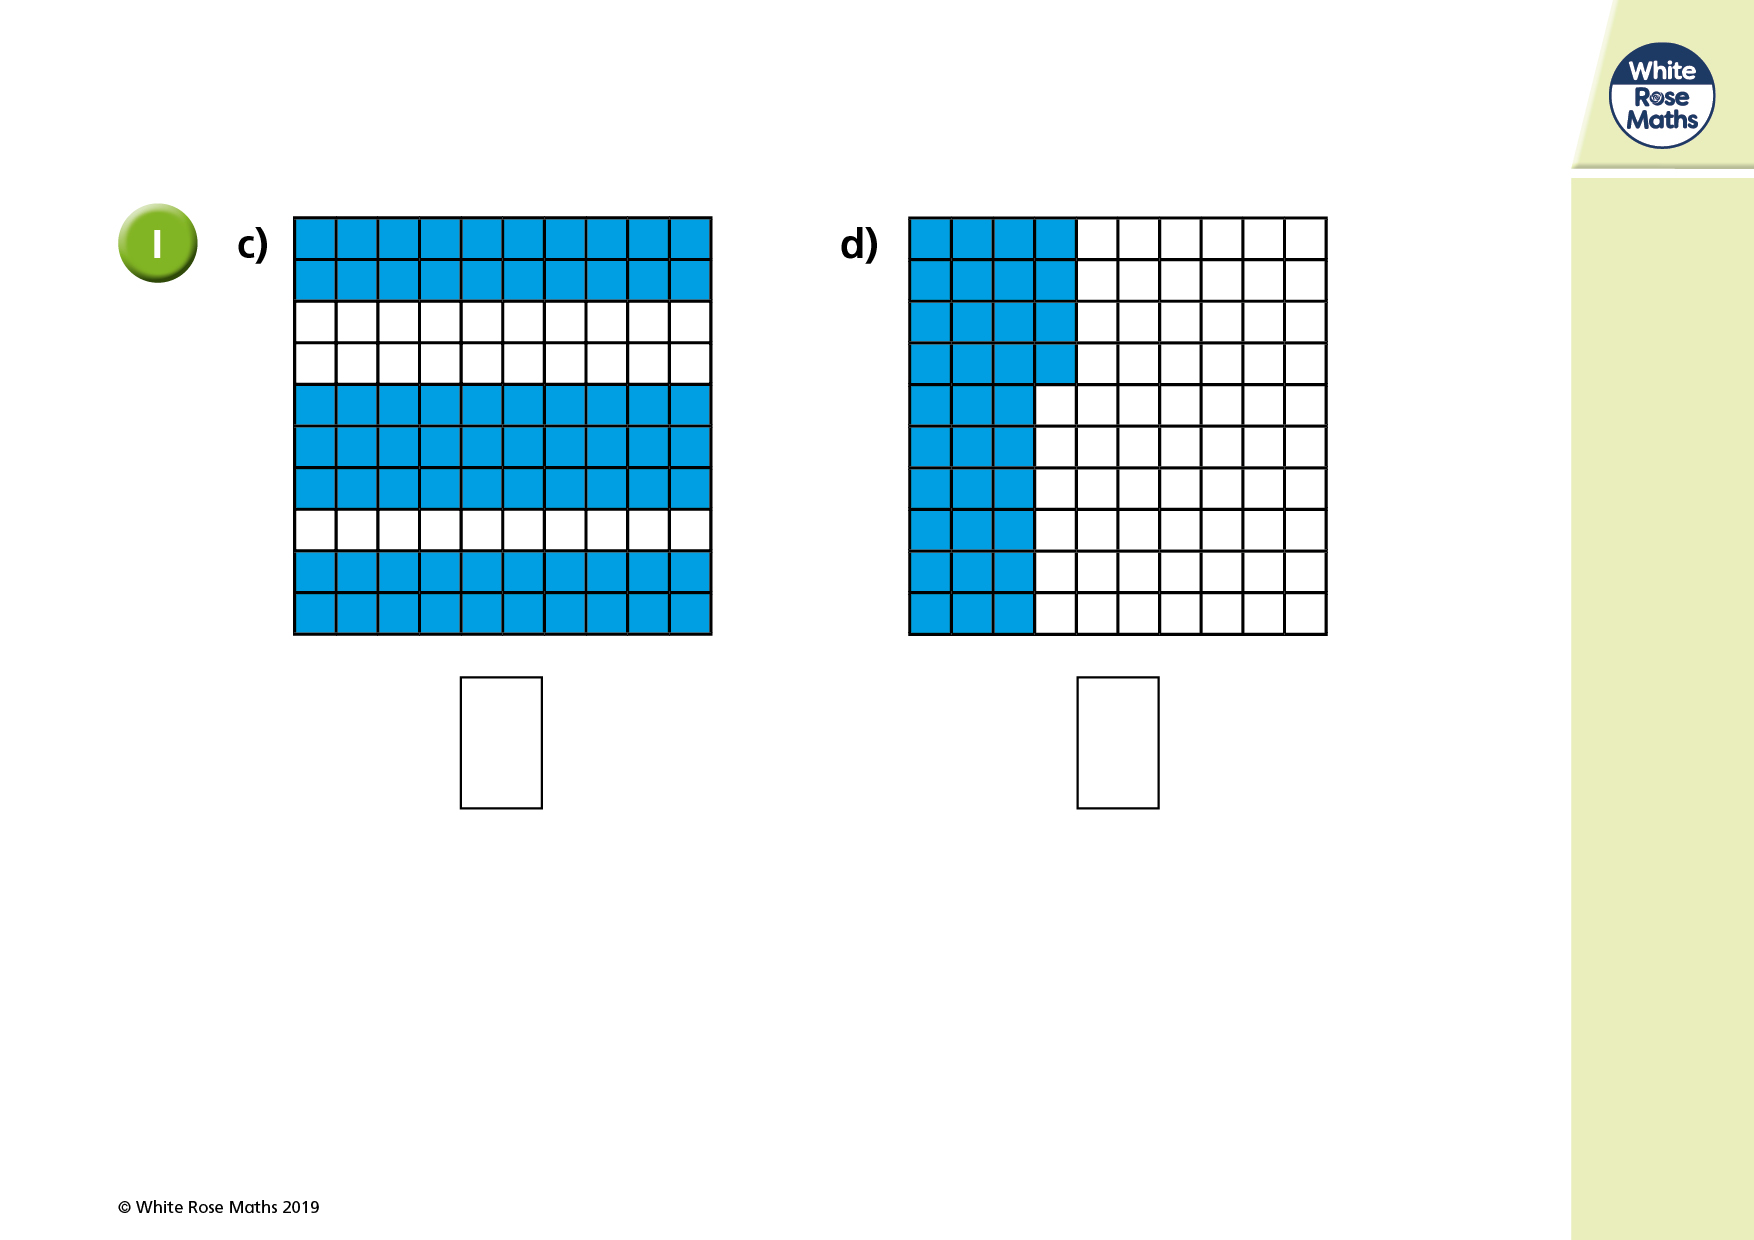 White
Rose
Maths
1
c)
d)
© White Rose Maths 2019